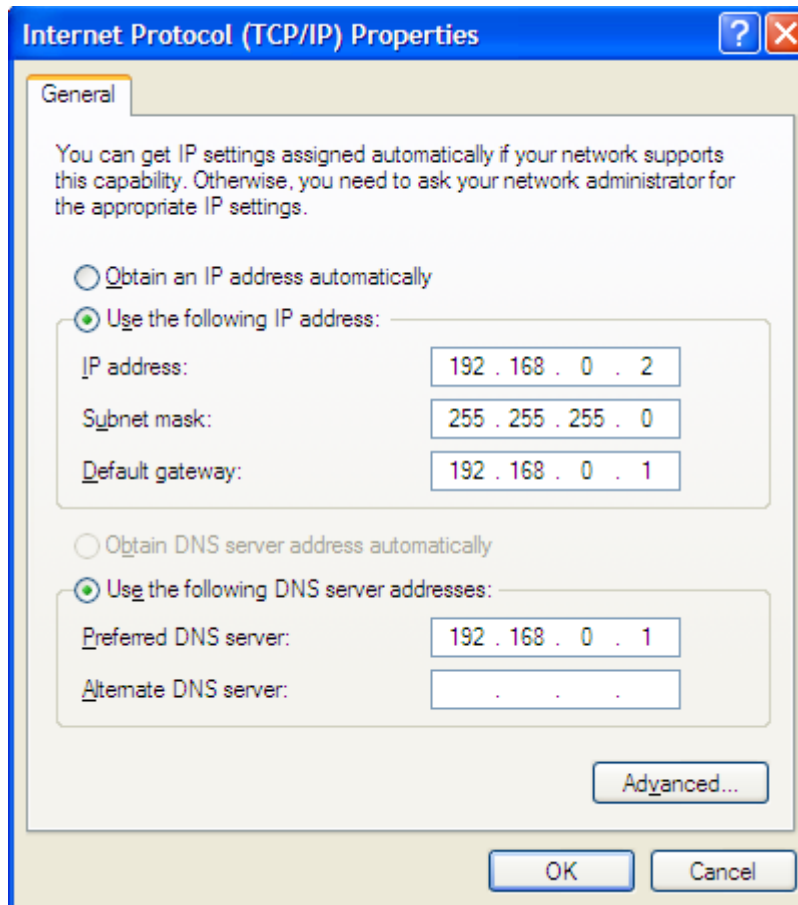 Internet Protocol (TCP/IP) Properties
General
You can get IP settings assigned automatically if your network supports
this capability. Otherwise, you need to ask your network administrator for
the appropriate IP settings.
Obtain an IP address automatically
Use the following IP address:
IP address: 192 . 168 . 0 . 2
Subnet mask: 255 . 255 . 255 . 0
Default gateway: 192 . 168 . 0 . 1
Obtain DNS server address automatically
Use the following DNS server addresses:
Preferred DNS server: 192 . 168 . 0 . 1
Alternate DNS server: . . .
Advanced...
OK Cancel